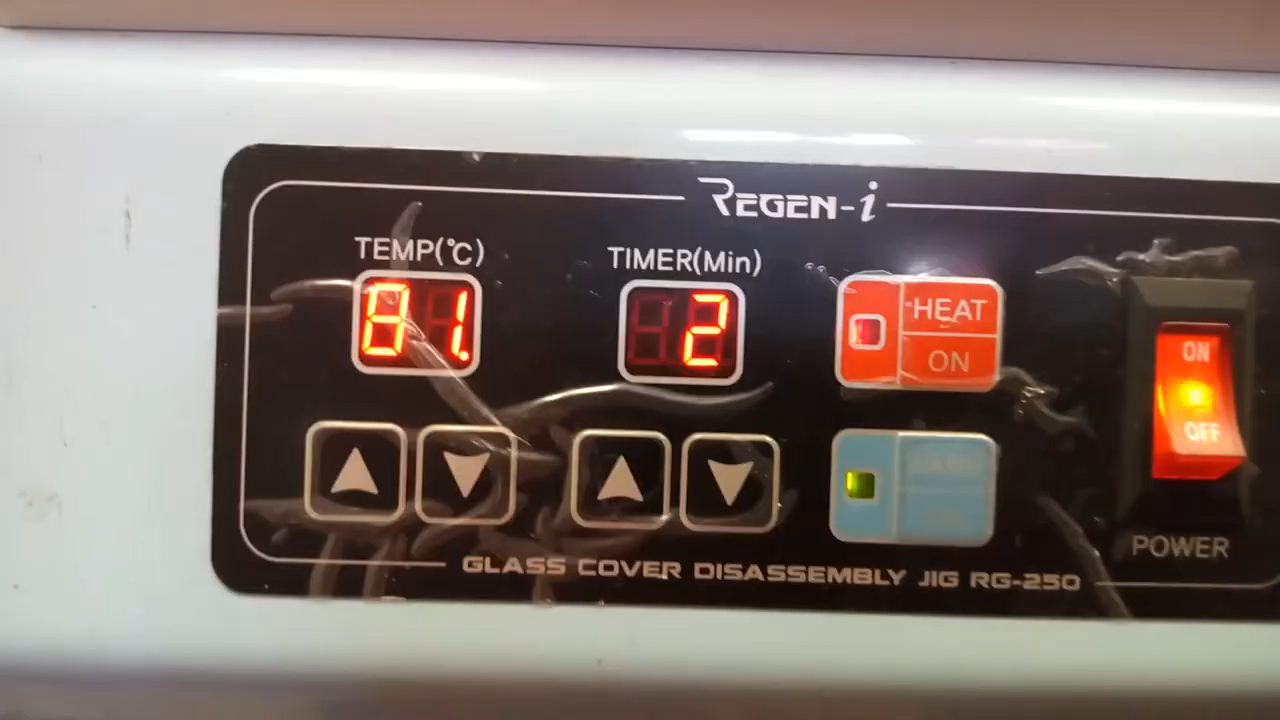 REGEN-i
TEMP(℃)
TIMER(Min)
81.
2
HEAT
ON
ON
OFF
POWER
GLASS COVER DISASSEMBLY JIG RG-250